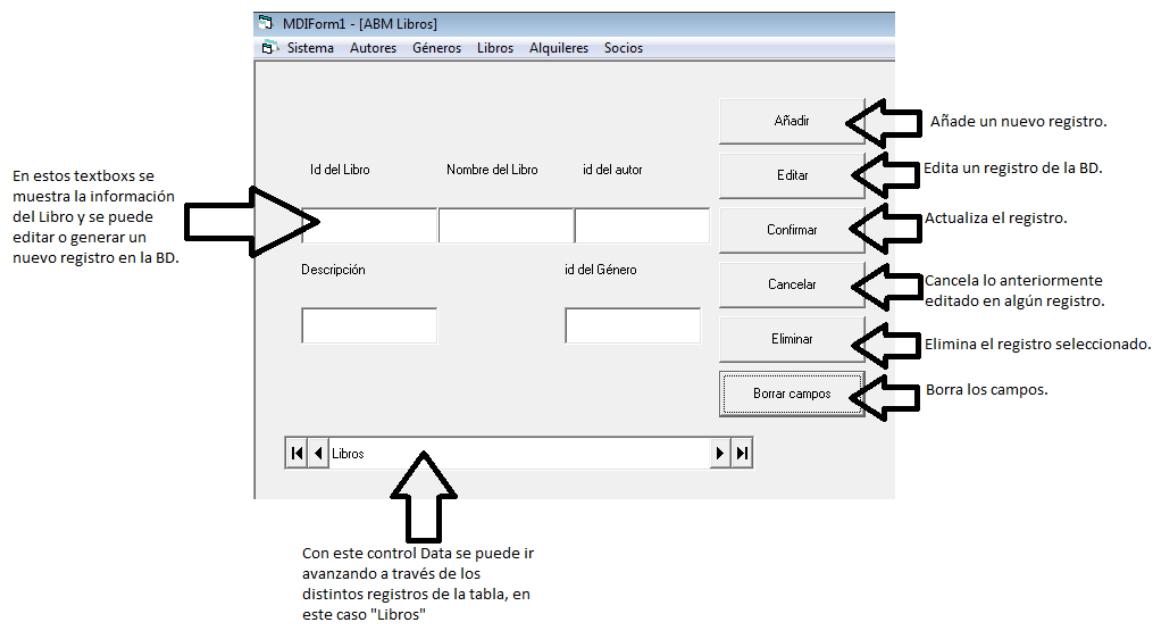 MDIForm1 - [ABM Libros]
Sistema Autores Géneros Libros Alquileres Socios
Añadir
Añade un nuevo registro.
Id del Libro Nombre del Libro id del autor
Editar
Edita un registro de la BD.
En estos textboxs se
muestra la información
del Libro y se puede
editar o generar un
nuevo registro en la BD.
Confirmar
Actualiza el registro.
Descripción id del Género
Cancelar
Cancela lo anteriormente
editado en algún registro.
Eliminar
Elimina el registro seleccionado.
Borrar campos
Borra los campos.
Libros
Con este control Data se puede ir
avanzando a través de los
distintos registros de la tabla, en
este caso "Libros"